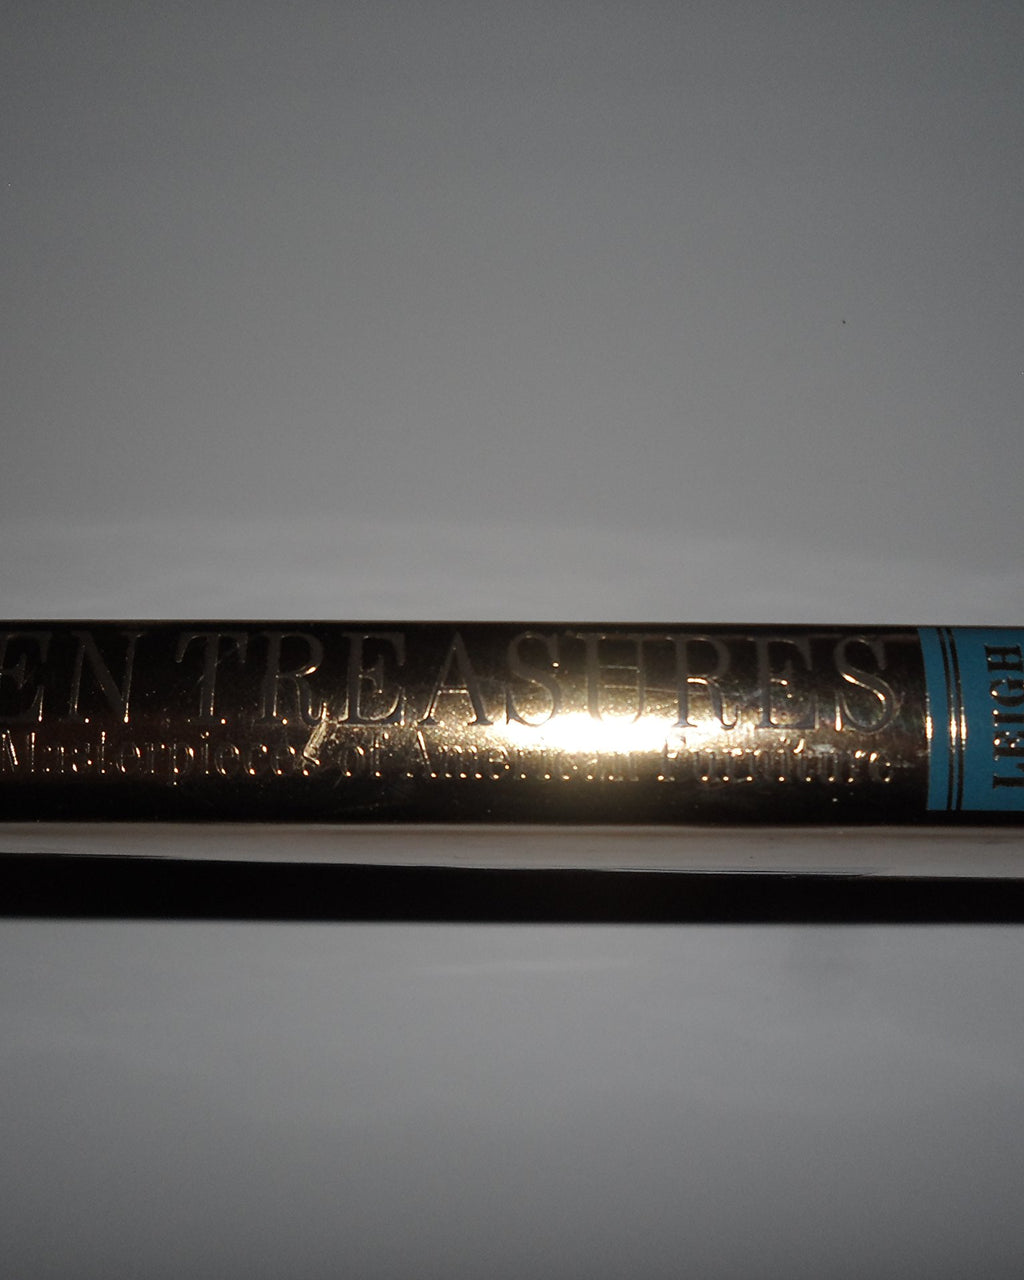 EN TREASURES
Masterpieces of American Furniture
LEIGH